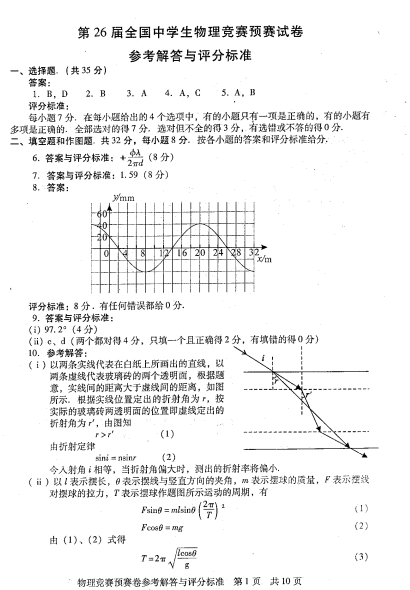 第 26 届全国中学生物理竞赛预赛试卷
参考解答与评分标准
一、选择题．(共 35 分)
答案：
1．B，D 2．B 3．A 4．A，C 5．A，B
评分标准：
每小题 7 分．在每小题给出的 4 个选项中，有的小题只有一项是正确的，有的小题有
多项是正确的．全部选对的得 7 分．选对但不全的得 3 分，有选错或不答的得 0 分．
二、填空题和作图题．共 32 分，每小题 8 分．按各小题的答案和评分标准给分．
6．答案与评分标准：+ϕλ/2πd (8 分)
7．答案与评分标准：1.59 (8 分)
8．答案：
y/mm
60
40
20
0 4 8 12 16 20 24 28 32
x/m
评分标准：8 分．有任何错误都给 0 分．
9．答案与评分标准：
(i) 97.2° (4 分)
(ii) c、d (两个都对得 4 分，只填一个且正确得 2 分，有填错的得 0 分)
10．参考解答：
(i) 以两条实线代表在白纸上所画出的直线，以
两条虚线代表玻璃砖的两个透明面，根据题
意，实线间的距离大于虚线间的距离，如图
所示．根据实线位置定出的折射角为 r，按
实际的玻璃砖两透明面的位置即虚线定出的
折射角为 r′，由图知
r＞r′ (1)
由折射定律
sini=nsinr (2)
i
r
r′
令入射角 i 相等，当折射角偏大时，测出的折射率将偏小．
(ii) 以 l 表示摆长，θ 表示摆线与竖直方向的夹角，m 表示摆球的质量，F 表示摆线
对摆球的拉力，T 表示摆球作题图所示运动的周期，有
Fsinθ=mlsinθ(2π/T)² (1)
Fcosθ=mg (2)
由 (1)、(2) 式得
T=2π√(lcosθ/g) (3)
物理竞赛预赛卷参考解答与评分标准 第 1 页 共 10 页